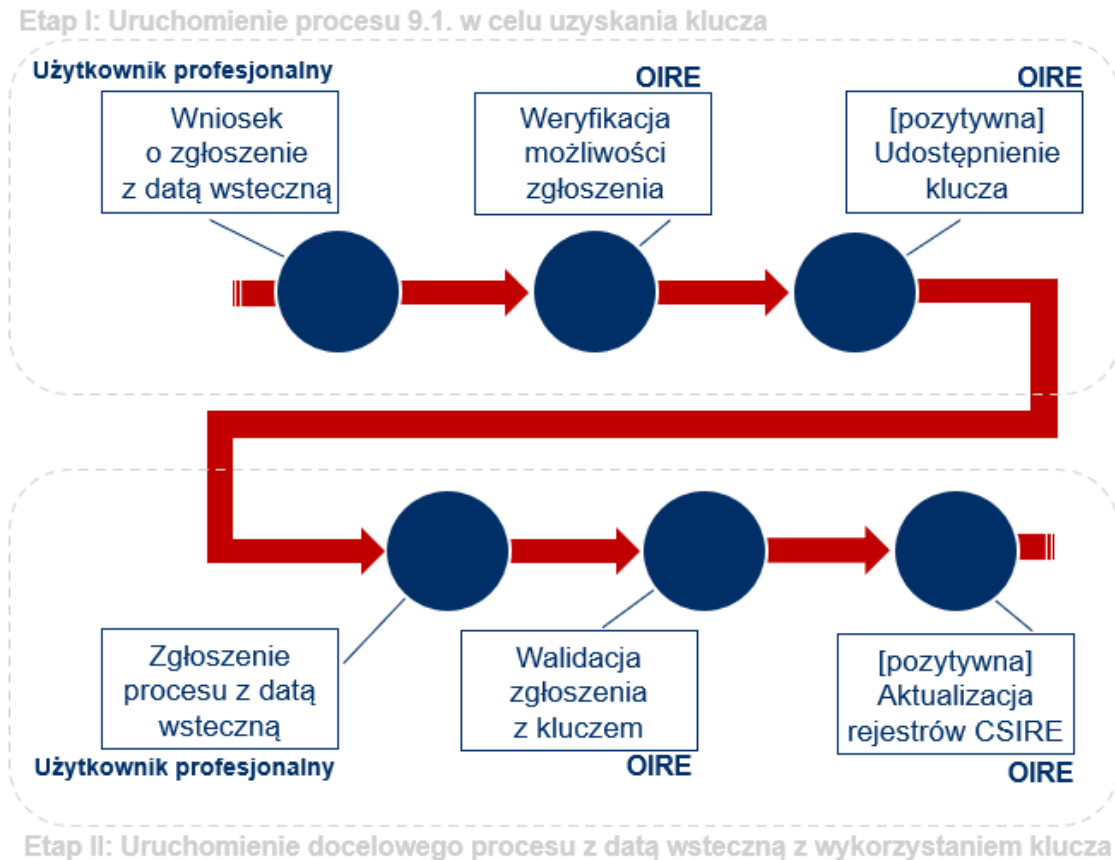 Etap I: Uruchomienie procesu 9.1. w celu uzyskania klucza
Użytkownik profesjonalny
Wniosek
o zgłoszenie
z datą wsteczną
OIRE
Weryfikacja
możliwości
zgłoszenia
OIRE
[pozytywna]
Udostępnienie
klucza
Zgłoszenie
procesu z datą
wsteczną
Użytkownik profesjonalny
Walidacja
zgłoszenia
z kluczem
OIRE
[pozytywna]
Aktualizacja
rejestrów CSIRE
OIRE
Etap II: Uruchomienie docelowego procesu z datą wsteczną z wykorzystaniem klucza